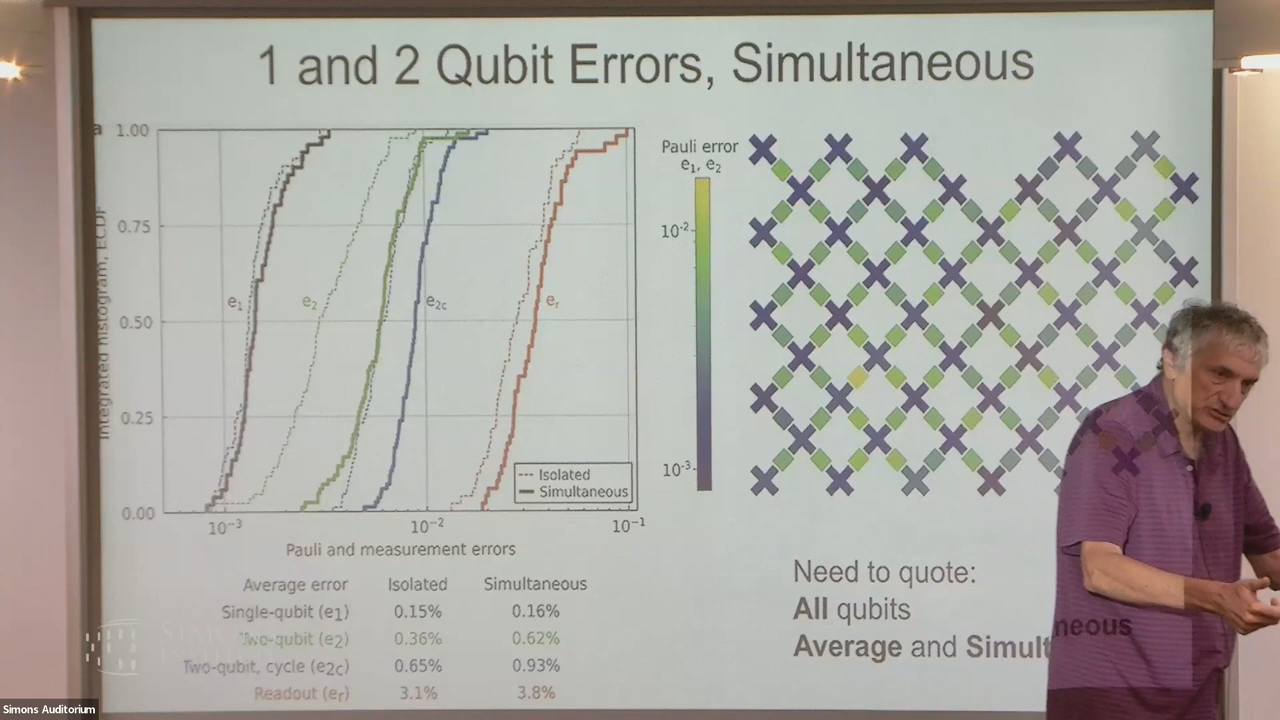 1 and 2 Qubit Errors, Simultaneous
a
Integrated histogram, ECDF
1.00
0.75
0.50
0.25
0.00
e1
e2
e2c
er
Isolated
Simultaneous
10-3
10-2
10-1
Pauli and measurement errors
Average error Isolated Simultaneous
Single-qubit (e1) 0.15% 0.16%
Two-qubit (e2) 0.36% 0.62%
Two-qubit, cycle (e2c) 0.65% 0.93%
Readout (er) 3.1% 3.8%
Pauli error
e1, e2
10-2
10-3
Need to quote:
All qubits
Average and Simultaneous
Simons Auditorium